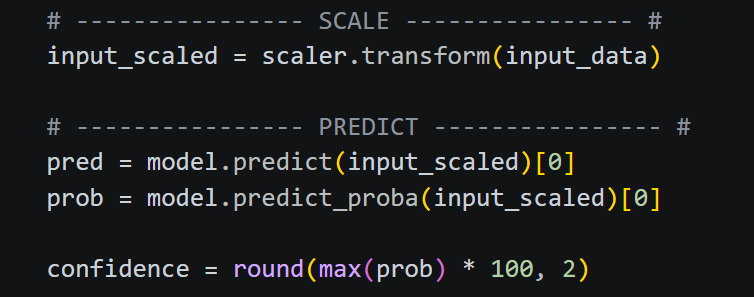 # ---------------- SCALE ---------------- #
input_scaled = scaler.transform(input_data)
# ---------------- PREDICT ---------------- #
pred = model.predict(input_scaled)[0]
prob = model.predict_proba(input_scaled)[0]
confidence = round(max(prob) * 100, 2)